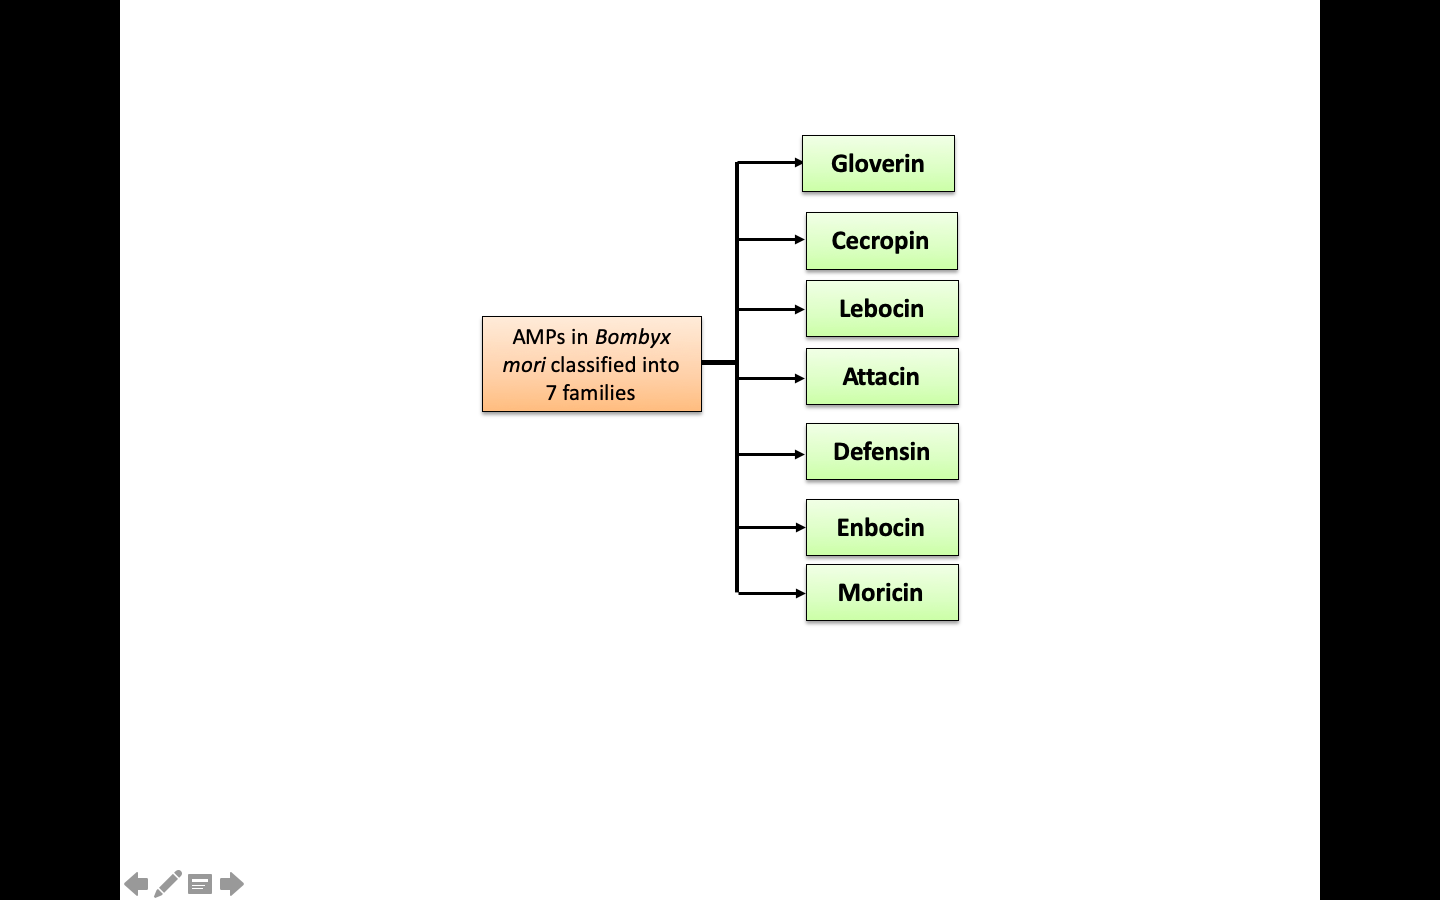 Gloverin
Cecropin
Lebocin
AMPs in Bombyx
mori classified into
7 families
Attacin
Defensin
Enbocin
Moricin